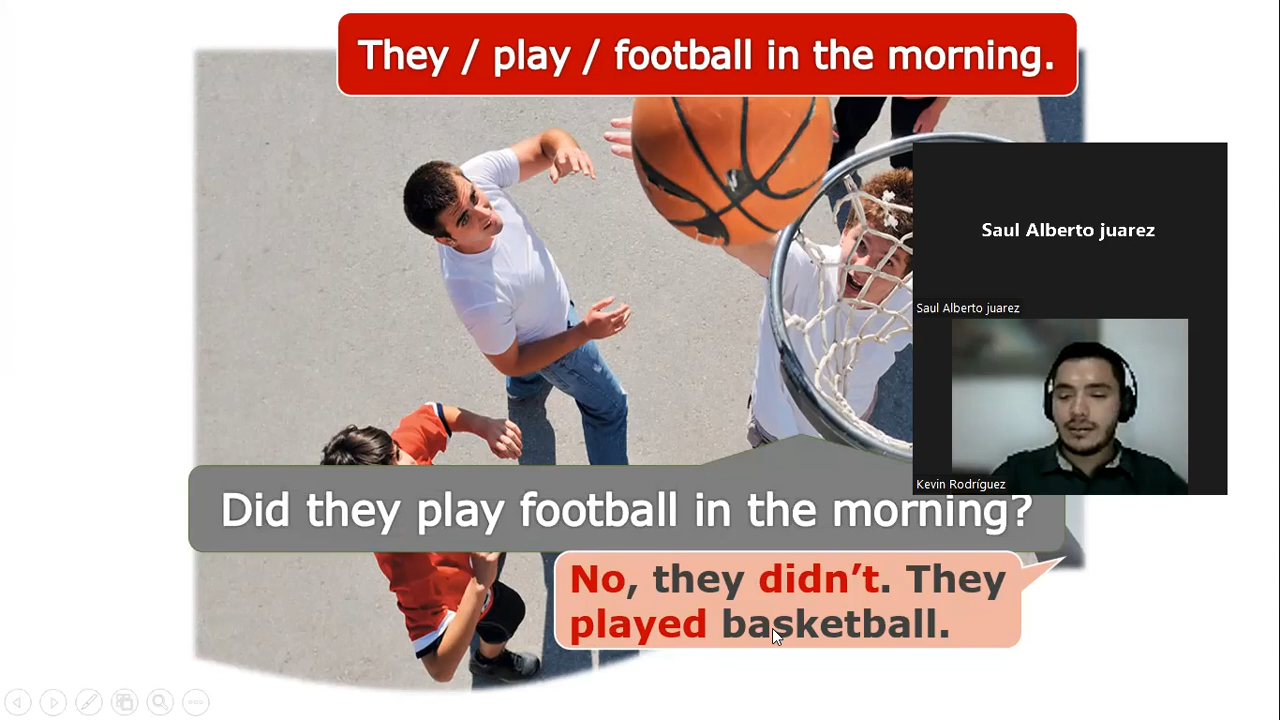 They / play / football in the morning.
Saul Alberto juarez
Saul Alberto juarez
Kevin Rodríguez
Did they play football in the morning?
No, they didn’t. They
played basketball.